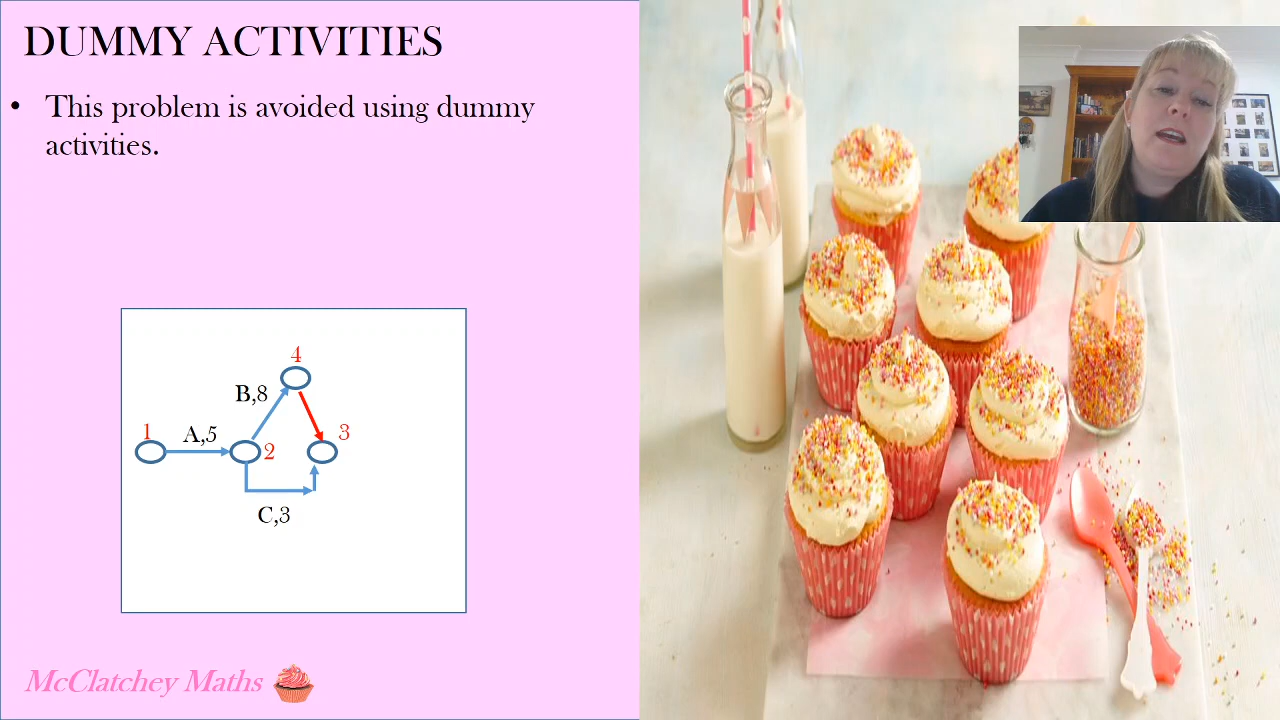 DUMMY ACTIVITIES
• This problem is avoided using dummy
activities.
4
B,8
1
A,5
2
3
C,3
McClatchey Maths